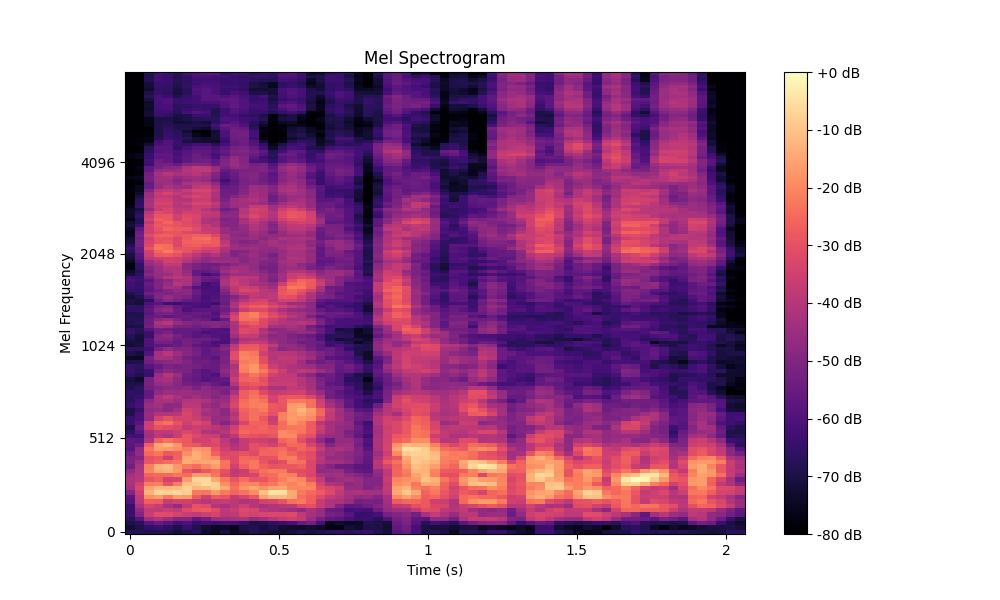 Mel Spectrogram
Mel Frequency
4096
2048
1024
512
0
0 0.5 1 1.5 2
Time (s)
+0 dB
-10 dB
-20 dB
-30 dB
-40 dB
-50 dB
-60 dB
-70 dB
-80 dB